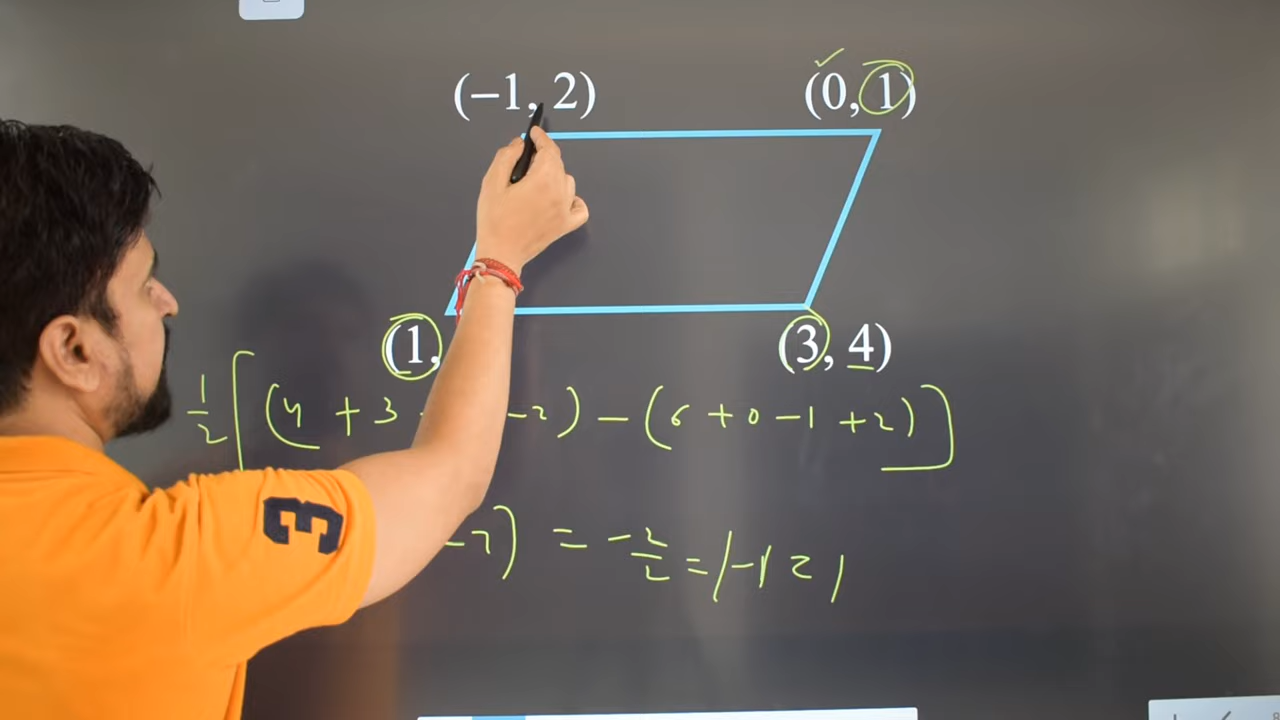 (−1, 2) (0, 1)
(1, (3, 4)
1/2 [(4 + 3 -2) − (6 + 0 −1 +2)]
-7) = -2/2 = |-1| = 1
3